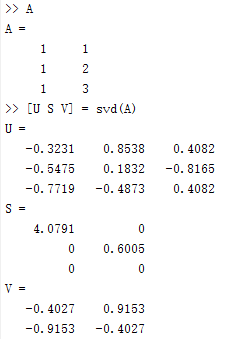 >> A
A =
1 1
1 2
1 3
>> [U S V] = svd(A)
U =
-0.3231 0.8538 0.4082
-0.5475 0.1832 -0.8165
-0.7719 -0.4873 0.4082
S =
4.0791 0
0 0.6005
0 0
V =
-0.4027 0.9153
-0.9153 -0.4027